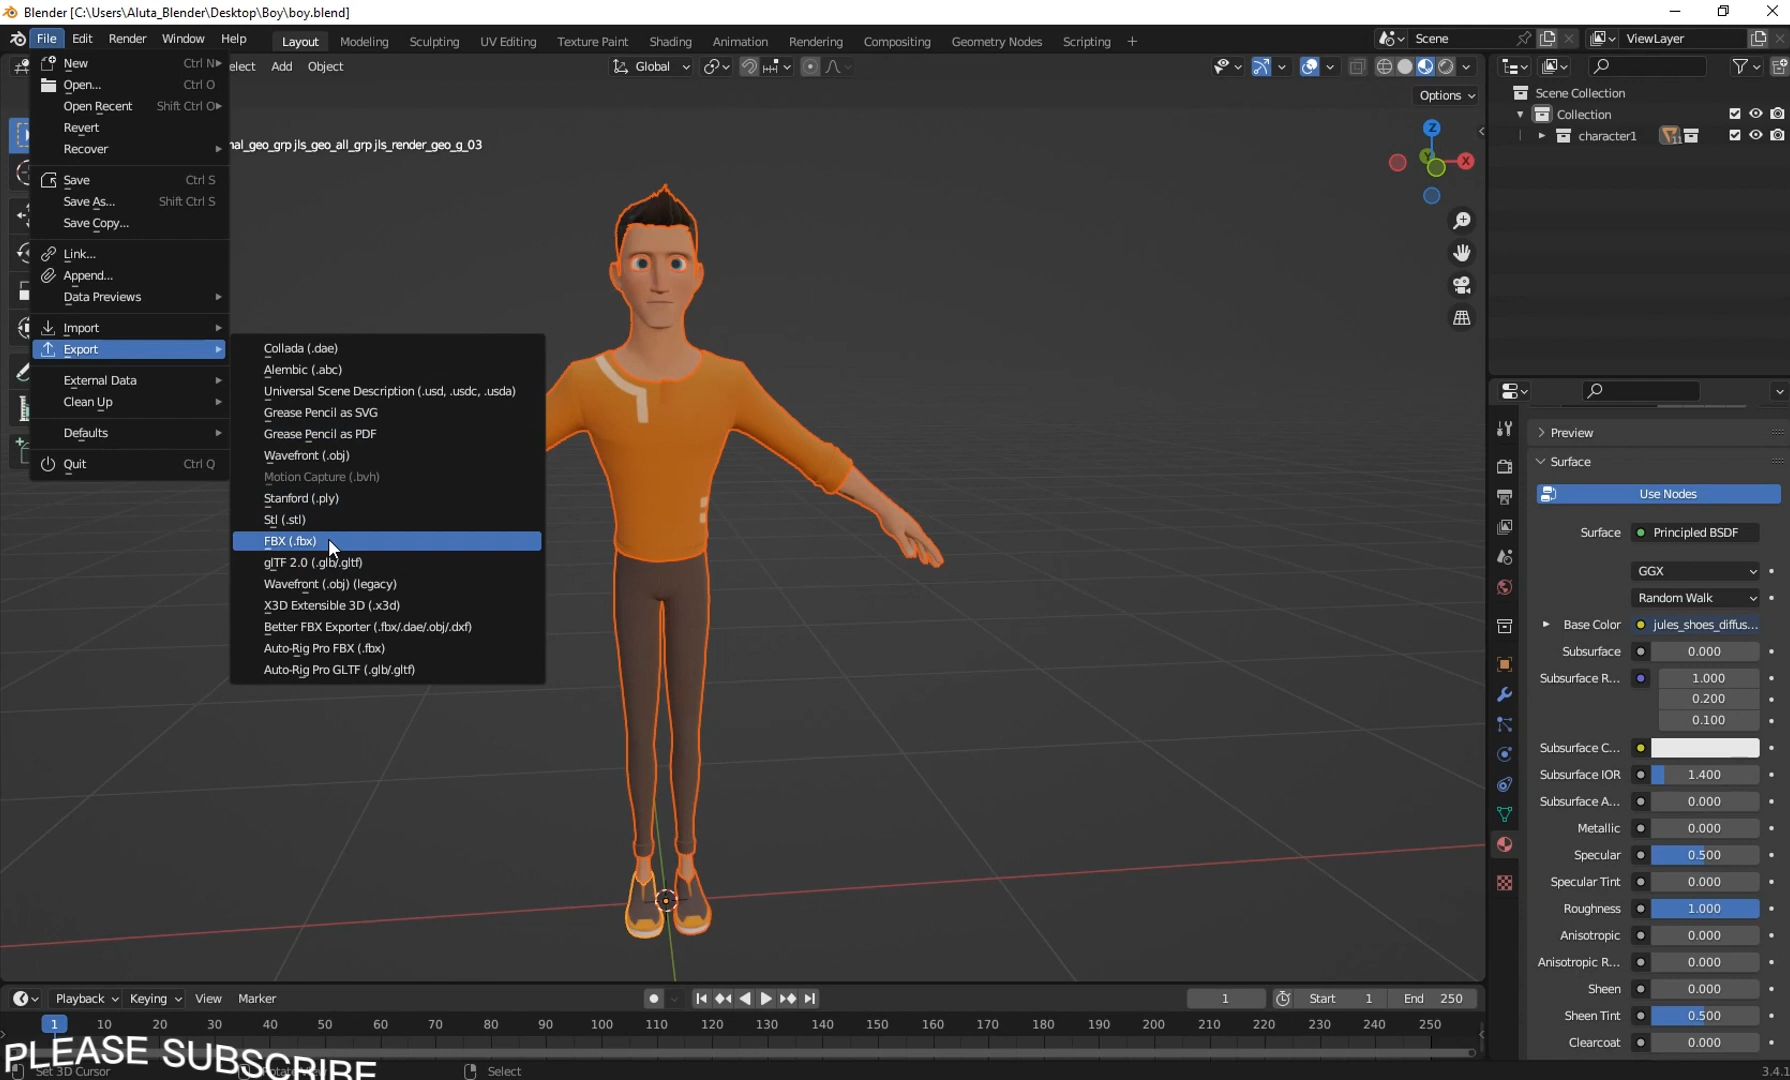 Blender [C:\Users\Aluta_Blender\Desktop\Boy\boy.blend]
File Edit Render Window Help Layout Modeling Sculpting UV Editing Texture Paint Shading Animation Rendering Compositing Geometry Nodes Scripting + Scene ViewLayer
elect Add Object Global
Options
New Ctrl N
Open... Ctrl O
Open Recent Shift Ctrl O
Revert
Recover
Save Ctrl S
Save As... Shift Ctrl S
Save Copy...
Link...
Append...
Data Previews
Import
Export
External Data
Clean Up
Defaults
Quit Ctrl Q
nal_geo_grp jls_geo_all_grp jls_render_geo_g_03
Collada (.dae)
Alembic (.abc)
Universal Scene Description (.usd, .usdc, .usda)
Grease Pencil as SVG
Grease Pencil as PDF
Wavefront (.obj)
Motion Capture (.bvh)
Stanford (.ply)
Stl (.stl)
FBX (.fbx)
glTF 2.0 (.glb/.gltf)
Wavefront (.obj) (legacy)
X3D Extensible 3D (.x3d)
Better FBX Exporter (.fbx/.dae/.obj/.dxf)
Auto-Rig Pro FBX (.fbx)
Auto-Rig Pro GLTF (.glb/.gltf)
Z
Y
X
Scene Collection
Collection
character1 11
Preview
Surface
Use Nodes
Surface Principled BSDF
GGX
Random Walk
Base Color jules_shoes_diffus...
Subsurface 0.000
Subsurface R... 1.000
0.200
0.100
Subsurface C...
Subsurface IOR 1.400
Subsurface A... 0.000
Metallic 0.000
Specular 0.500
Specular Tint 0.000
Roughness 1.000
Anisotropic 0.000
Anisotropic R... 0.000
Sheen 0.000
Sheen Tint 0.500
Clearcoat 0.000
Playback Keying View Marker 1 Start 1 End 250
1 10 20 30 40 50 60 70 80 90 100 110 120 130 140 150 160 170 180 190 200 210 220 230 240 250
PLEASE SUBSCRIBE
Set 3D Cursor Select 3.4.1